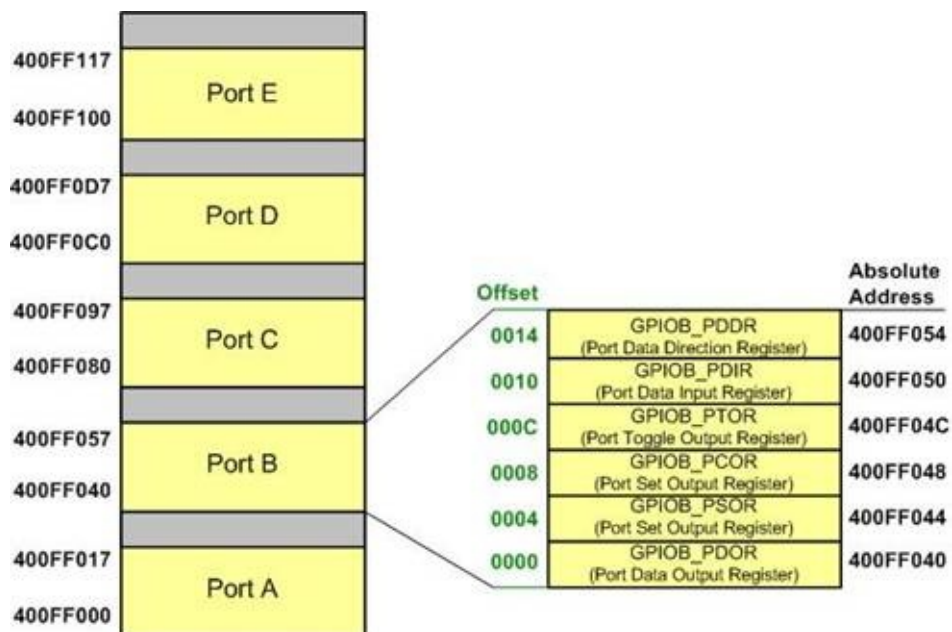 400FF117
Port E
400FF100
400FF0D7
Port D
400FF0C0
400FF097
Port C
400FF080
400FF057
Port B
400FF040
400FF017
Port A
400FF000
Offset
Absolute
Address
0014
GPIOB_PDDR
(Port Data Direction Register)
400FF054
0010
GPIOB_PDIR
(Port Data Input Register)
400FF050
000C
GPIOB_PTOR
(Port Toggle Output Register)
400FF04C
0008
GPIOB_PCOR
(Port Set Output Register)
400FF048
0004
GPIOB_PSOR
(Port Set Output Register)
400FF044
0000
GPIOB_PDOR
(Port Data Output Register)
400FF040